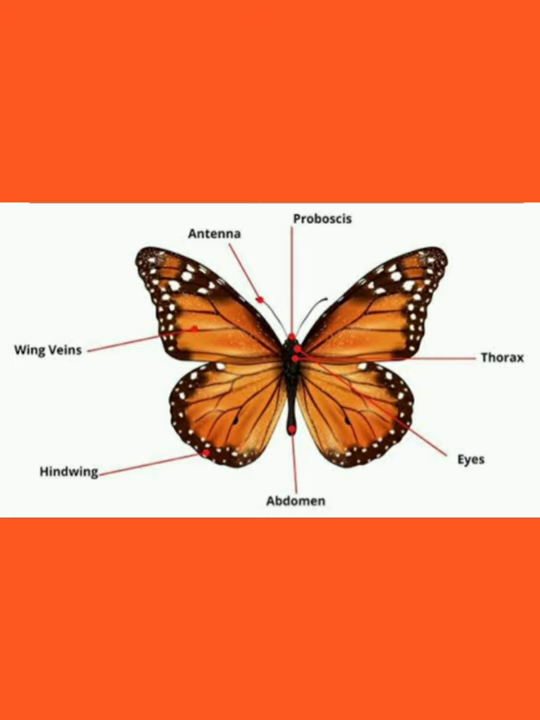 Proboscis
Antenna
Wing Veins
Thorax
Eyes
Hindwing
Abdomen